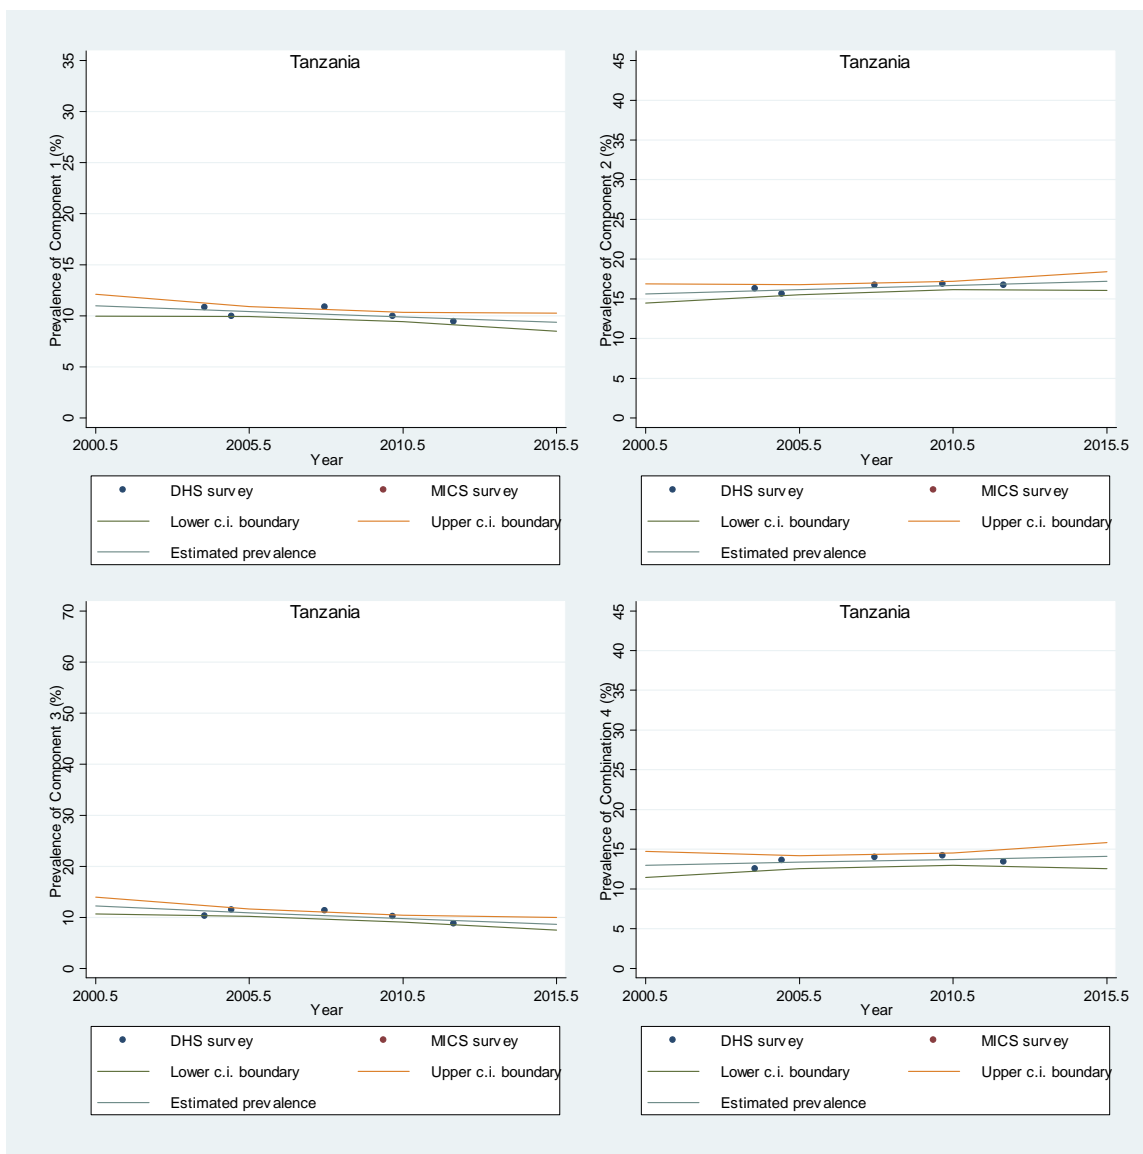 Tanzania
Prevalence of Component 1 (%)
35
30
25
20
15
10
5
0
2000.5 2005.5 2010.5 2015.5
Year
DHS survey MICS survey
Lower c.i. boundary Upper c.i. boundary
Estimated prevalence
Tanzania
Prevalence of Component 2 (%)
45
40
35
30
25
20
15
10
5
0
2000.5 2005.5 2010.5 2015.5
Year
DHS survey MICS survey
Lower c.i. boundary Upper c.i. boundary
Estimated prevalence
Tanzania
Prevalence of Component 3 (%)
70
60
50
40
30
20
10
0
2000.5 2005.5 2010.5 2015.5
Year
DHS survey MICS survey
Lower c.i. boundary Upper c.i. boundary
Estimated prevalence
Tanzania
Prevalence of Combination 4 (%)
45
40
35
30
25
20
15
10
5
0
2000.5 2005.5 2010.5 2015.5
Year
DHS survey MICS survey
Lower c.i. boundary Upper c.i. boundary
Estimated prevalence